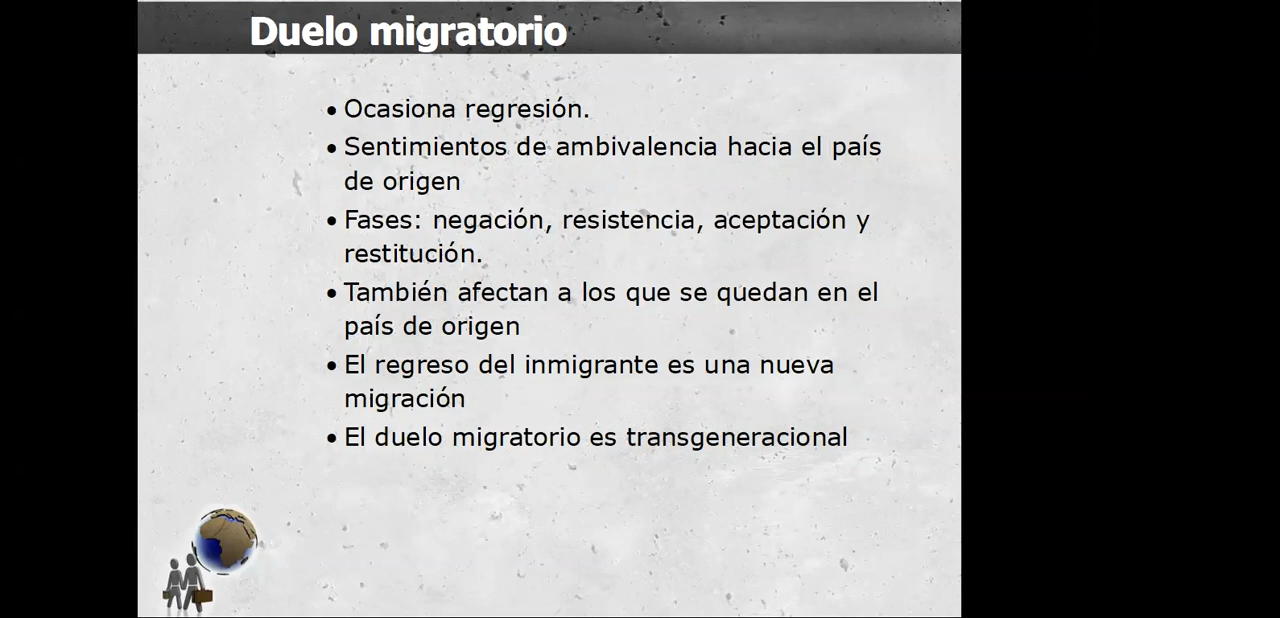 Duelo migratorio
• Ocasiona regresión.
• Sentimientos de ambivalencia hacia el país
de origen
• Fases: negación, resistencia, aceptación y
restitución.
• También afectan a los que se quedan en el
país de origen
• El regreso del inmigrante es una nueva
migración
• El duelo migratorio es transgeneracional